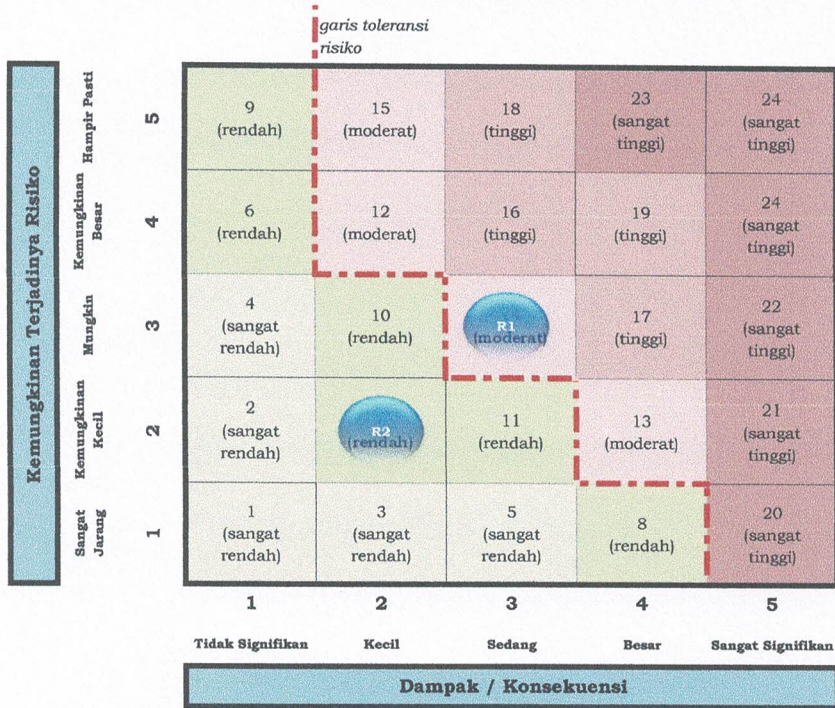 garis toleransi
risiko
Kemungkinan Terjadinya Risiko
Hampir Pasti
5
9
(rendah)
15
(moderat)
18
(tinggi)
23
(sangat
tinggi)
24
(sangat
tinggi)
Kemungkinan
Besar
4
6
(rendah)
12
(moderat)
16
(tinggi)
19
(tinggi)
24
(sangat
tinggi)
Mungkin
3
4
(sangat
rendah)
10
(rendah)
R1
(moderat)
17
(tinggi)
22
(sangat
tinggi)
Kemungkinan
Kecil
2
2
(sangat
rendah)
R2
(rendah)
11
(rendah)
13
(moderat)
21
(sangat
tinggi)
Sangat
Jarang
1
1
(sangat
rendah)
3
(sangat
rendah)
5
(sangat
rendah)
8
(rendah)
20
(sangat
tinggi)
1 2 3 4 5
Tidak Signifikan Kecil Sedang Besar Sangat Signifikan
Dampak / Konsekuensi